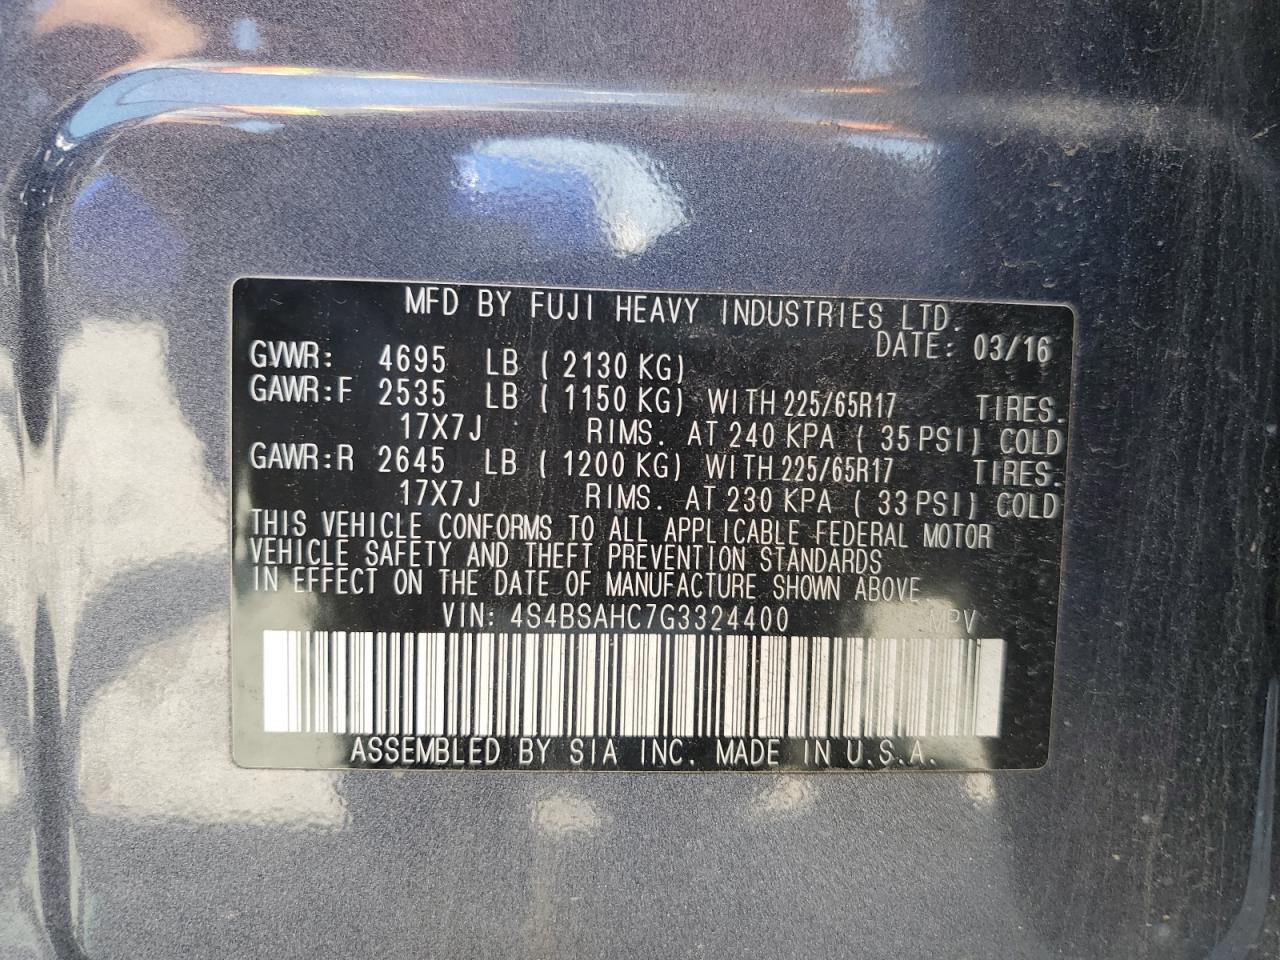 MFD BY FUJI HEAVY INDUSTRIES LTD.
DATE: 03/16
GVWR: 4695 LB ( 2130 KG)
GAWR:F 2535 LB ( 1150 KG) WITH 225/65R17 TIRES.
17X7J RIMS. AT 240 KPA ( 35 PSI) COLD
GAWR:R 2645 LB ( 1200 KG) WITH 225/65R17 TIRES.
17X7J RIMS. AT 230 KPA ( 33 PSI) COLD
THIS VEHICLE CONFORMS TO ALL APPLICABLE FEDERAL MOTOR
VEHICLE SAFETY AND THEFT PREVENTION STANDARDS
IN EFFECT ON THE DATE OF MANUFACTURE SHOWN ABOVE.
VIN: 4S4BSAHC7G3324400 MPV
ASSEMBLED BY SIA INC. MADE IN U.S.A.